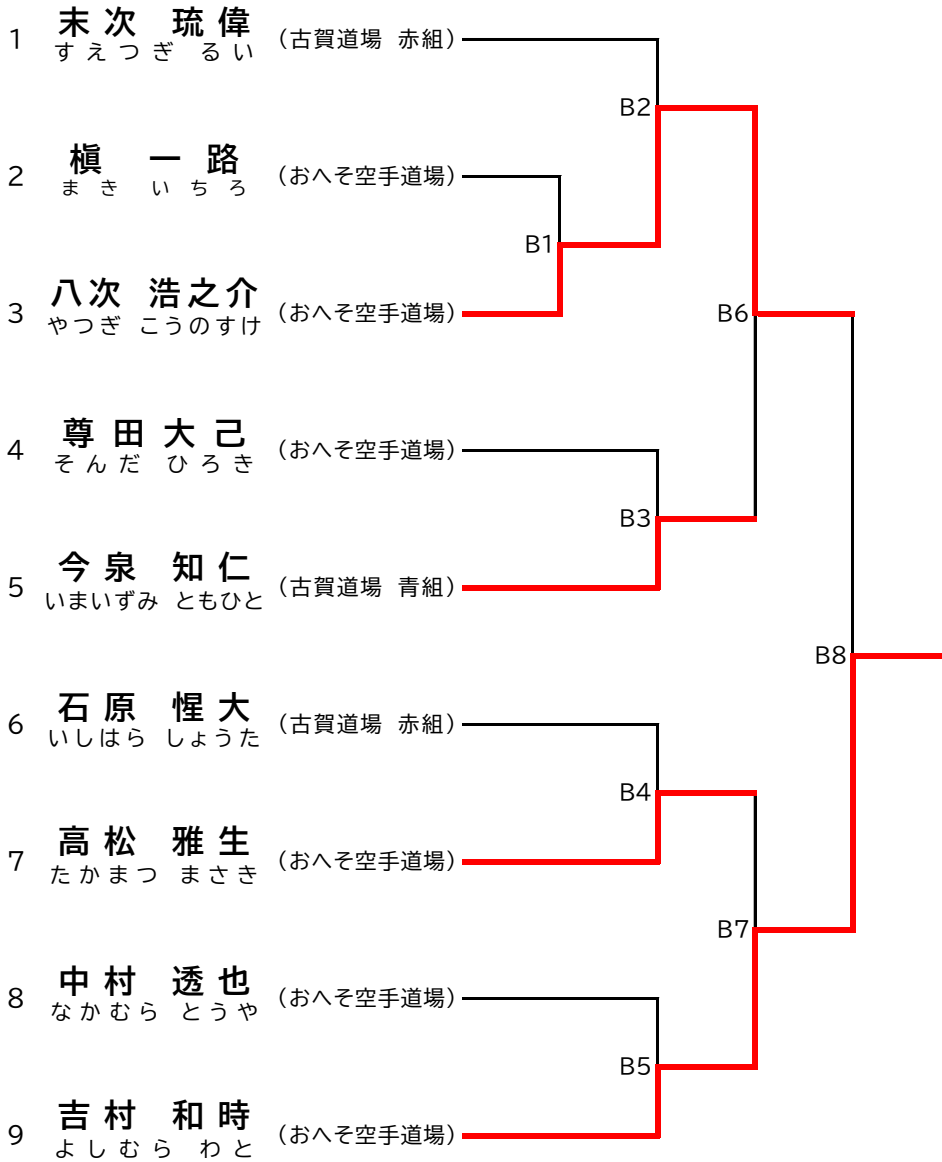 1 末次 琉偉 (古賀道場 赤組)
すえつぎ るい
B2
2 槇 一路 (おへそ空手道場)
まき いちろ
B1
3 八次 浩之介 (おへそ空手道場)
やつぎ こうのすけ
B6
4 尊田大己 (おへそ空手道場)
そんだ ひろき
B3
5 今泉 知仁 (古賀道場 青組)
いまいずみ ともひと
B8
6 石原 惺大 (古賀道場 赤組)
いしはら しょうた
B4
7 高松 雅生 (おへそ空手道場)
たかまつ まさき
B7
8 中村 透也 (おへそ空手道場)
なかむら とうや
B5
9 吉村 和時 (おへそ空手道場)
よしむら わと